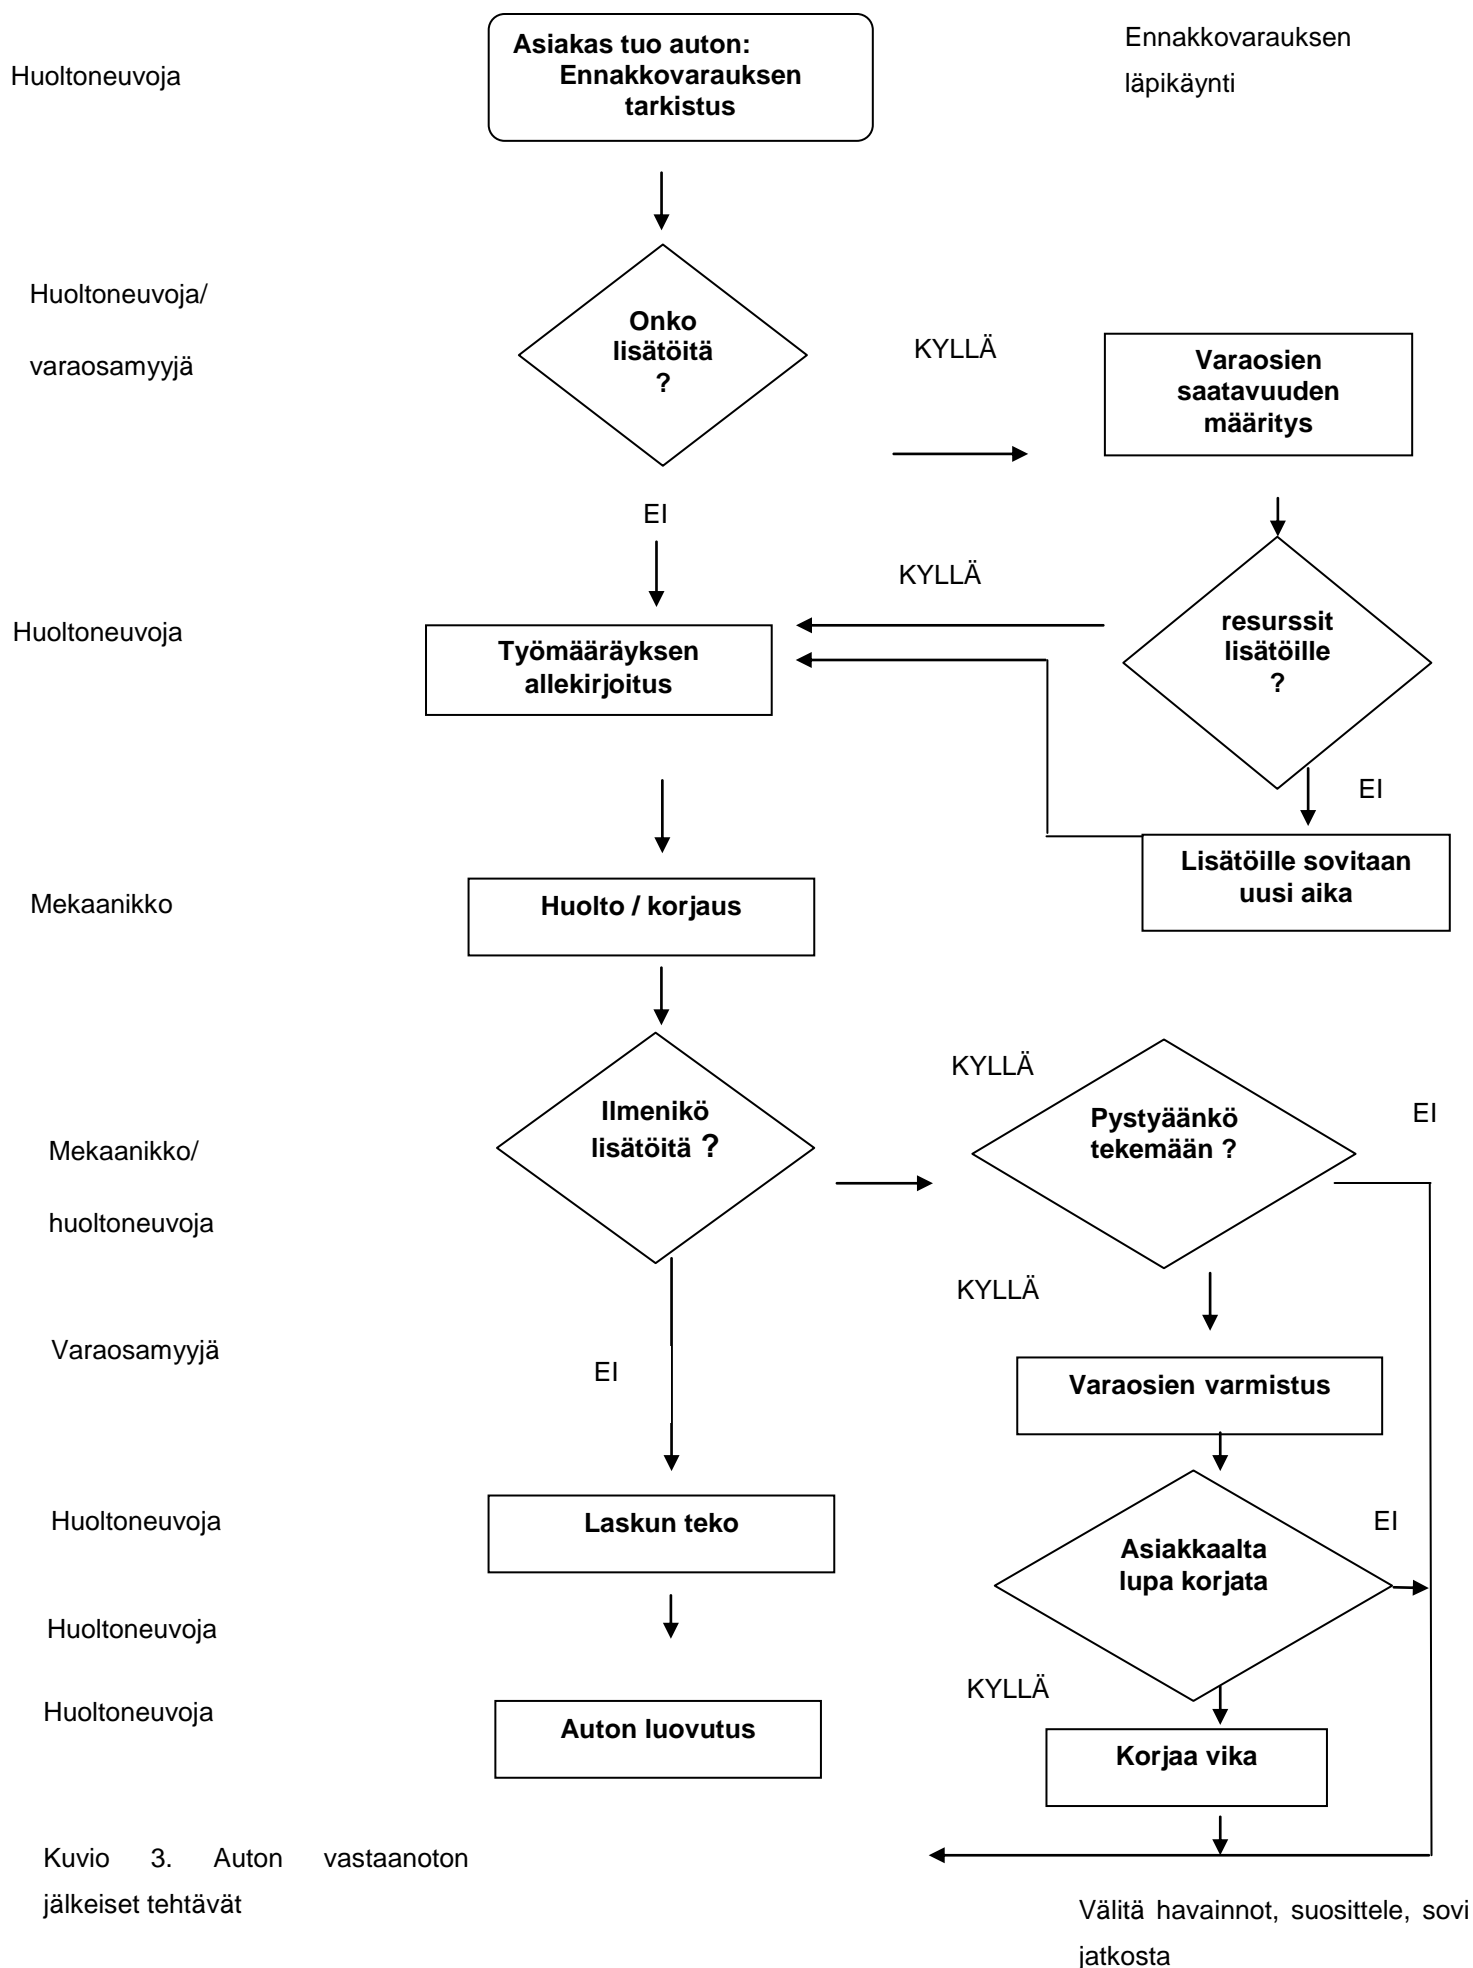 Asiakas tuo auton:
Ennakkovarauksen
tarkistus
Ennakkovarauksen
läpikäynti
Huoltoneuvoja
Huoltoneuvoja/
varaosamyyjä
Onko
lisätöitä
?
KYLLÄ
Varaosien
saatavuuden
määritys
EI
KYLLÄ
resurssit
lisätöille
?
Huoltoneuvoja
Työmääräyksen
allekirjoitus
EI
Lisätöille sovitaan
uusi aika
Mekaanikko
Huolto / korjaus
KYLLÄ
Ilmenikö
lisätöitä ?
Pystyäänkö
tekemään ?
EI
Mekaanikko/
huoltoneuvoja
KYLLÄ
Varaosamyyjä
EI
Varaosien varmistus
Huoltoneuvoja
Laskun teko
EI
Asiakkaalta
lupa korjata
Huoltoneuvoja
KYLLÄ
Huoltoneuvoja
Auton luovutus
Korjaa vika
Kuvio 3. Auton vastaanoton
jälkeiset tehtävät
Välitä havainnot, suosittele, sovi
jatkosta